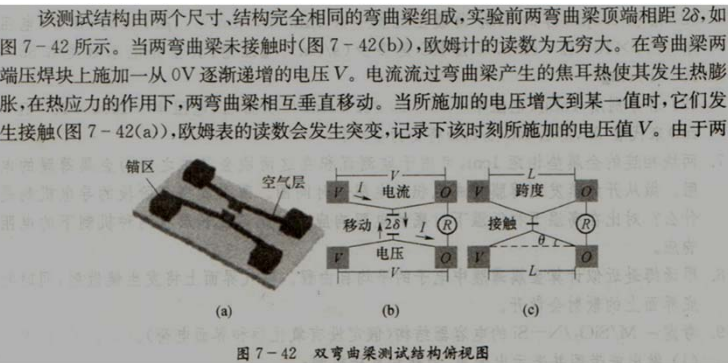 该测试结构由两个尺寸、结构完全相同的弯曲梁组成,实验前两弯曲梁顶端相距2δ,如
图7-42所示。当两弯曲梁未接触时(图7-42(b)),欧姆计的读数为无穷大。在弯曲梁两
端压焊块上施加一从0V逐渐递增的电压V。电流流过弯曲梁产生的焦耳热使其发生热膨
胀,在热应力的作用下,两弯曲梁相互垂直移动。当所施加的电压增大到某一值时,它们发
生接触(图7-42(a)),欧姆表的读数会发生突变,记录下该时刻所施加的电压值V。由于两
锚区
空气层
V
V I 电流 O
移动 2δ I R
V 电压 O
V
L
V 跨度 O
接触 R
V θ O
L
(a) (b) (c)
图7-42 双弯曲梁测试结构俯视图